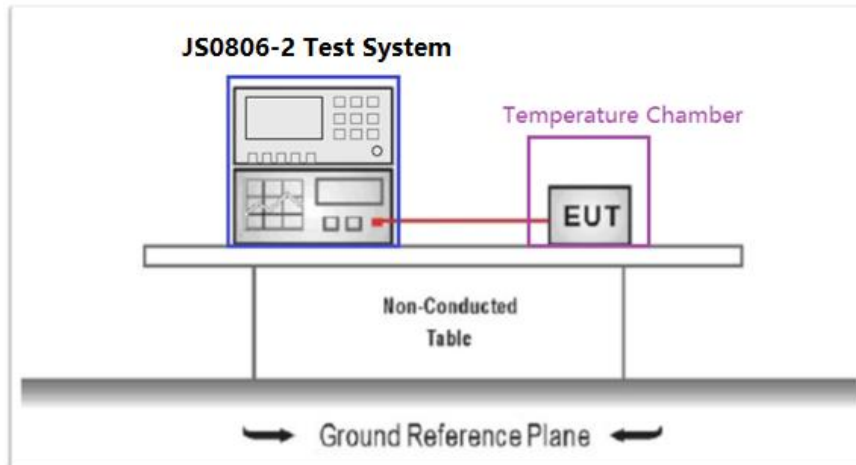 JS0806-2 Test System
Temperature Chamber
EUT
Non-Conducted
Table
Ground Reference Plane